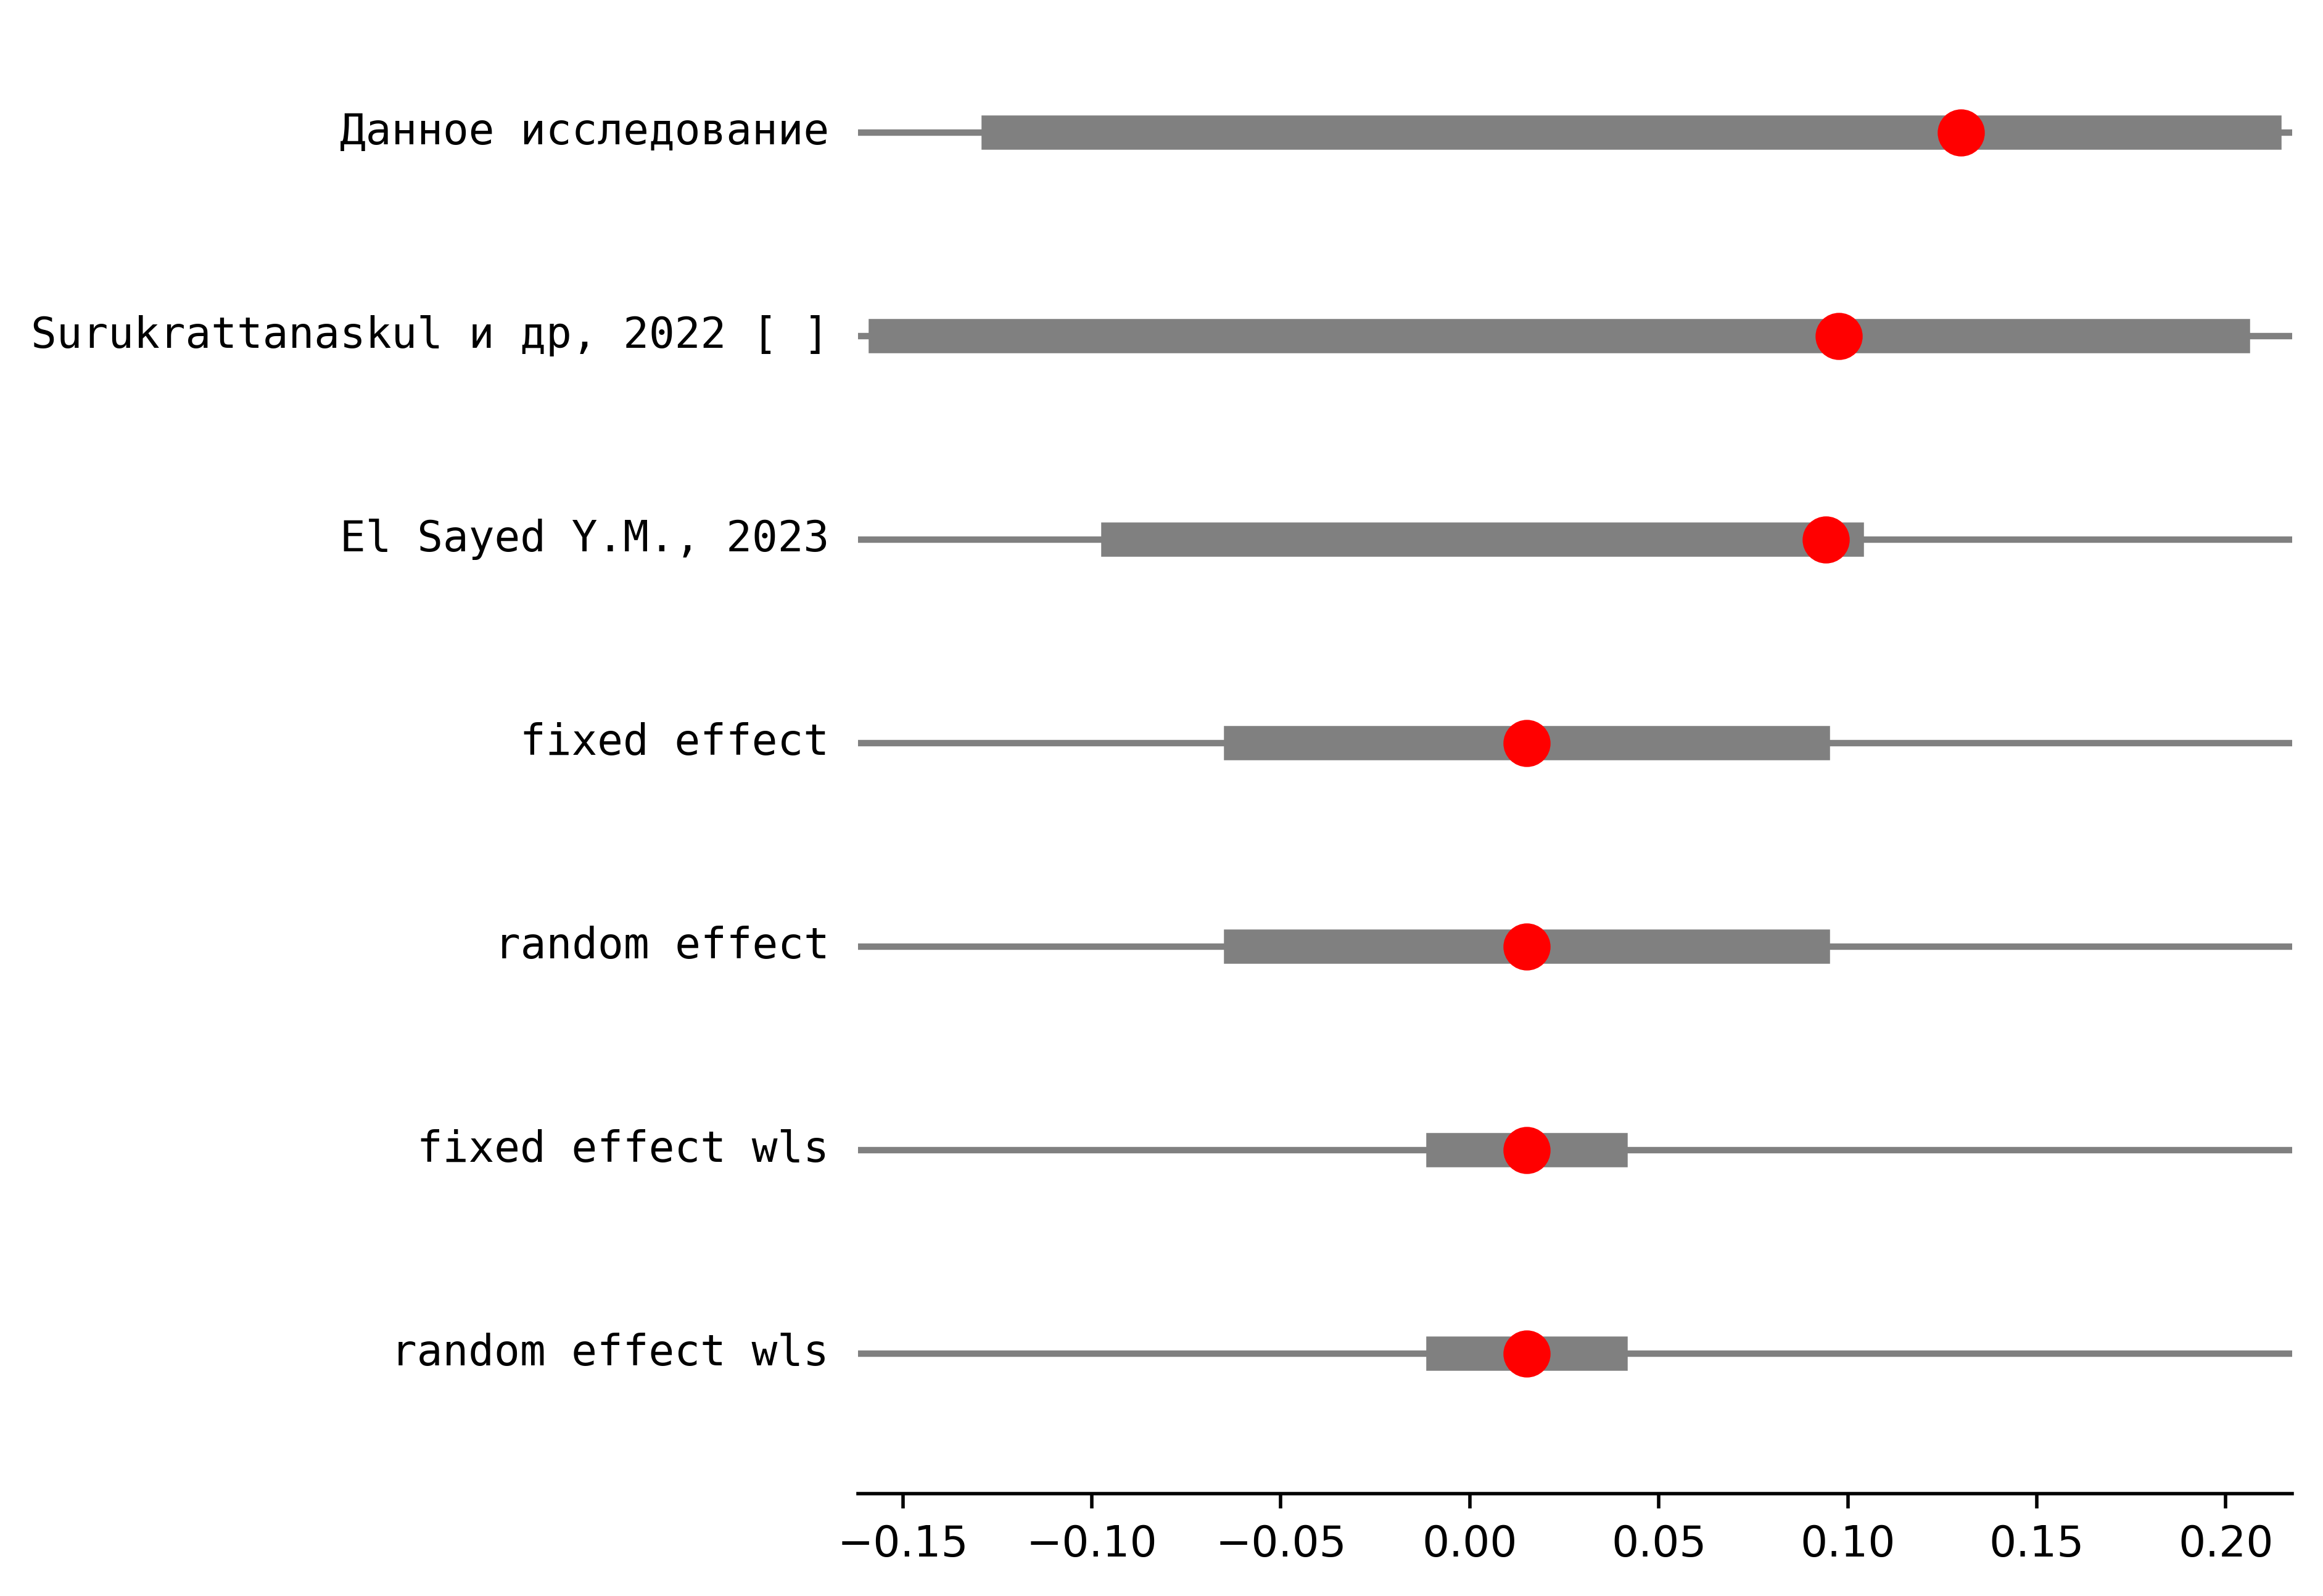 Данное исследование
Surukrattanaskul и др, 2022 [ ]
El Sayed Y.M., 2023
fixed effect
random effect
fixed effect wls
random effect wls
−0.15 −0.10 −0.05 0.00 0.05 0.10 0.15 0.20